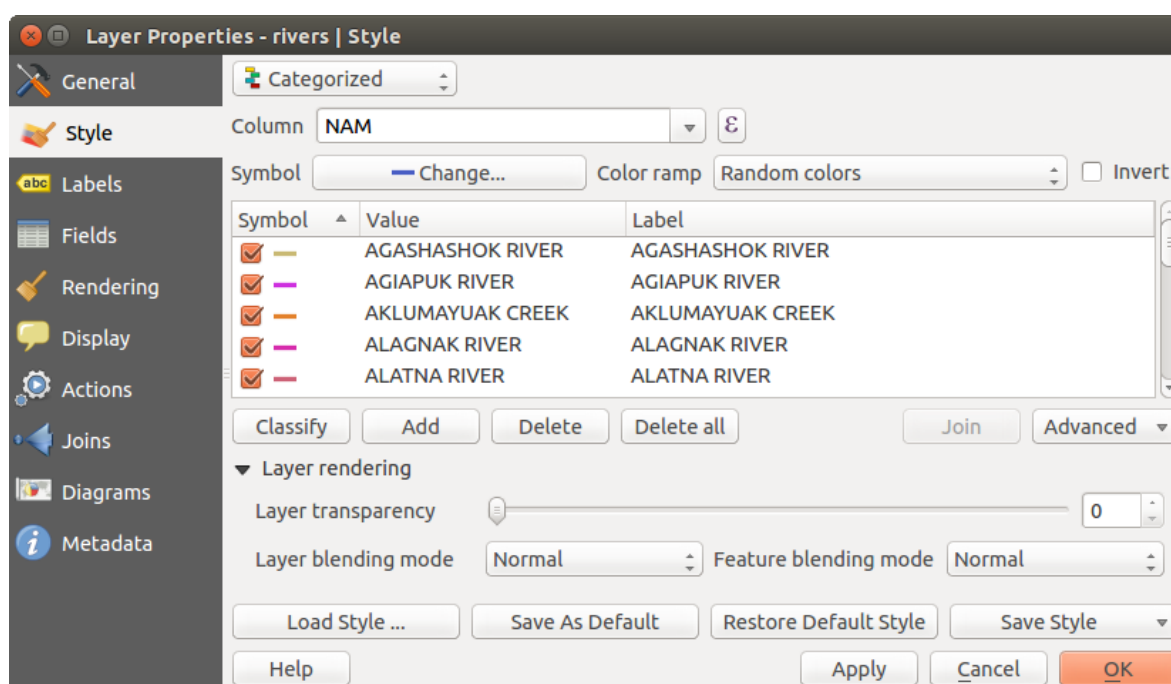 Layer Properties - rivers | Style
General
Style
abc Labels
Fields
Rendering
Display
Actions
Joins
Diagrams
i Metadata
Categorized
Column NAM ε
Symbol Change... Color ramp Random colors Invert
Symbol Value Label
AGASHASHOK RIVER AGASHASHOK RIVER
AGIAPUK RIVER AGIAPUK RIVER
AKLUMAYUAK CREEK AKLUMAYUAK CREEK
ALAGNAK RIVER ALAGNAK RIVER
ALATNA RIVER ALATNA RIVER
Classify Add Delete Delete all Join Advanced
Layer rendering
Layer transparency 0
Layer blending mode Normal Feature blending mode Normal
Load Style ... Save As Default Restore Default Style Save Style
Help Apply Cancel OK